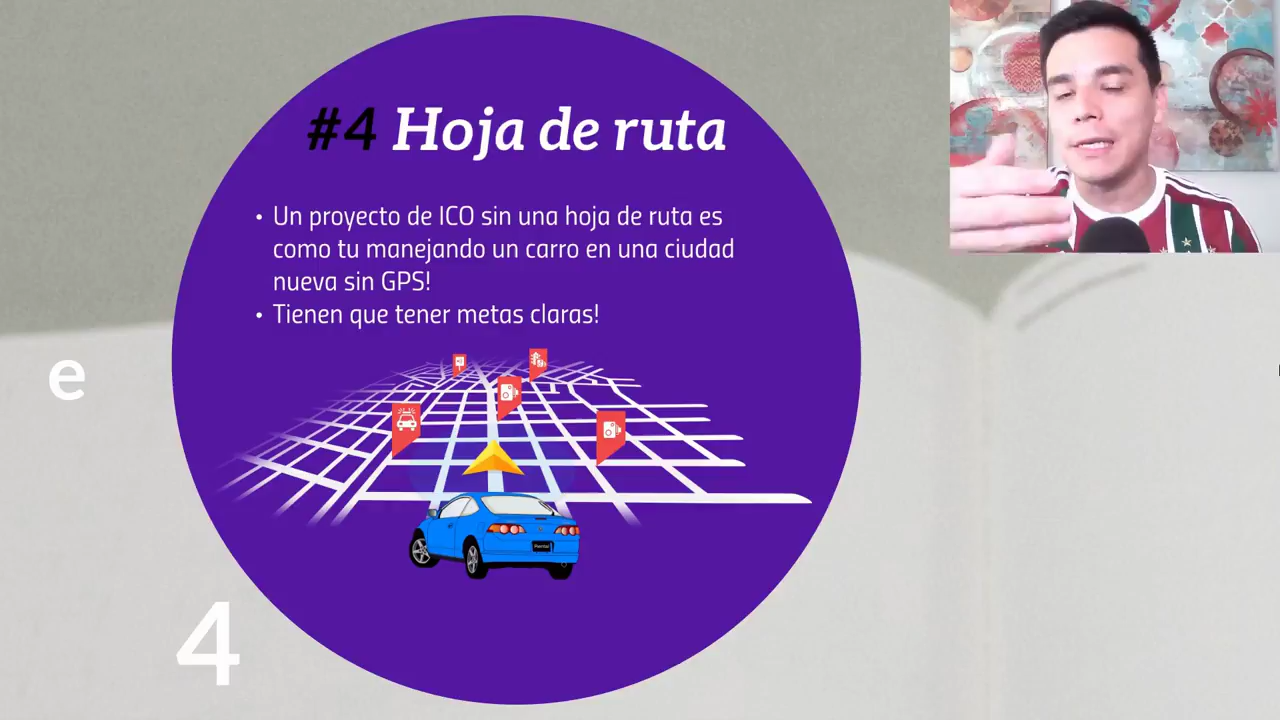 #4 Hoja de ruta
• Un proyecto de ICO sin una hoja de ruta es
como tu manejando un carro en una ciudad
nueva sin GPS!
• Tienen que tener metas claras!
e
4